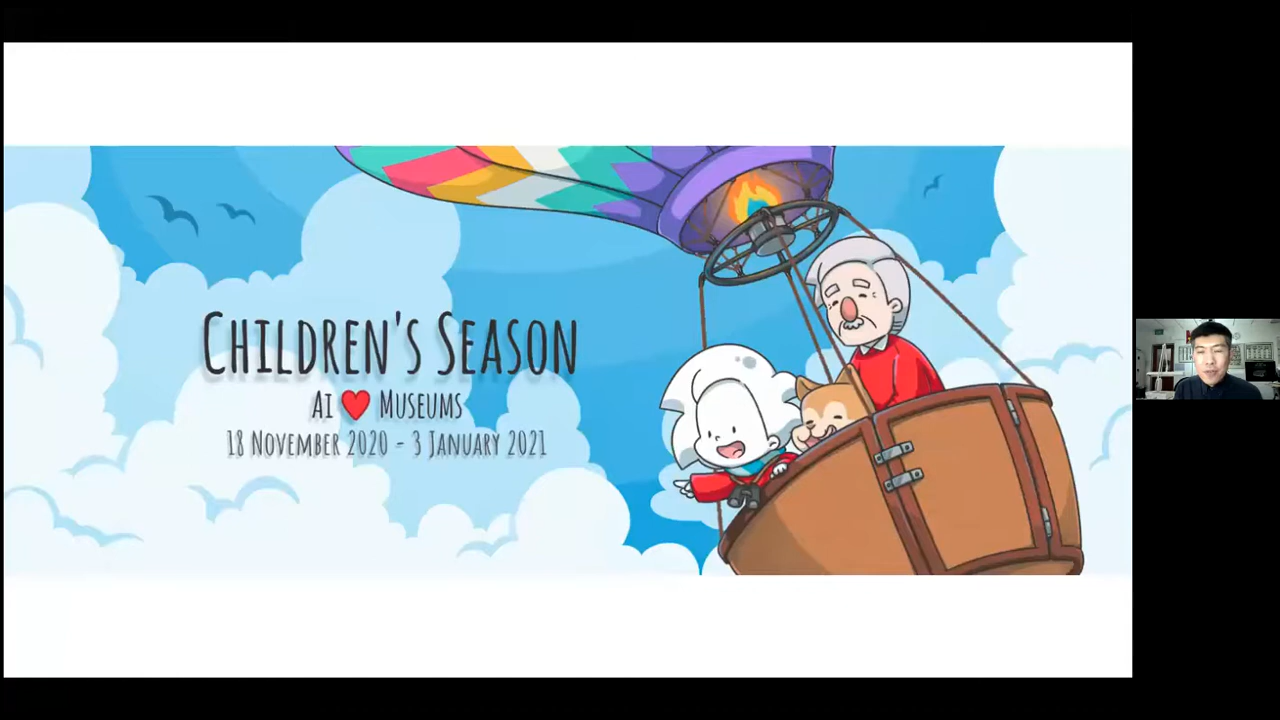 Children's Season
Ai ❤ Museums
18 November 2020 - 3 January 2021